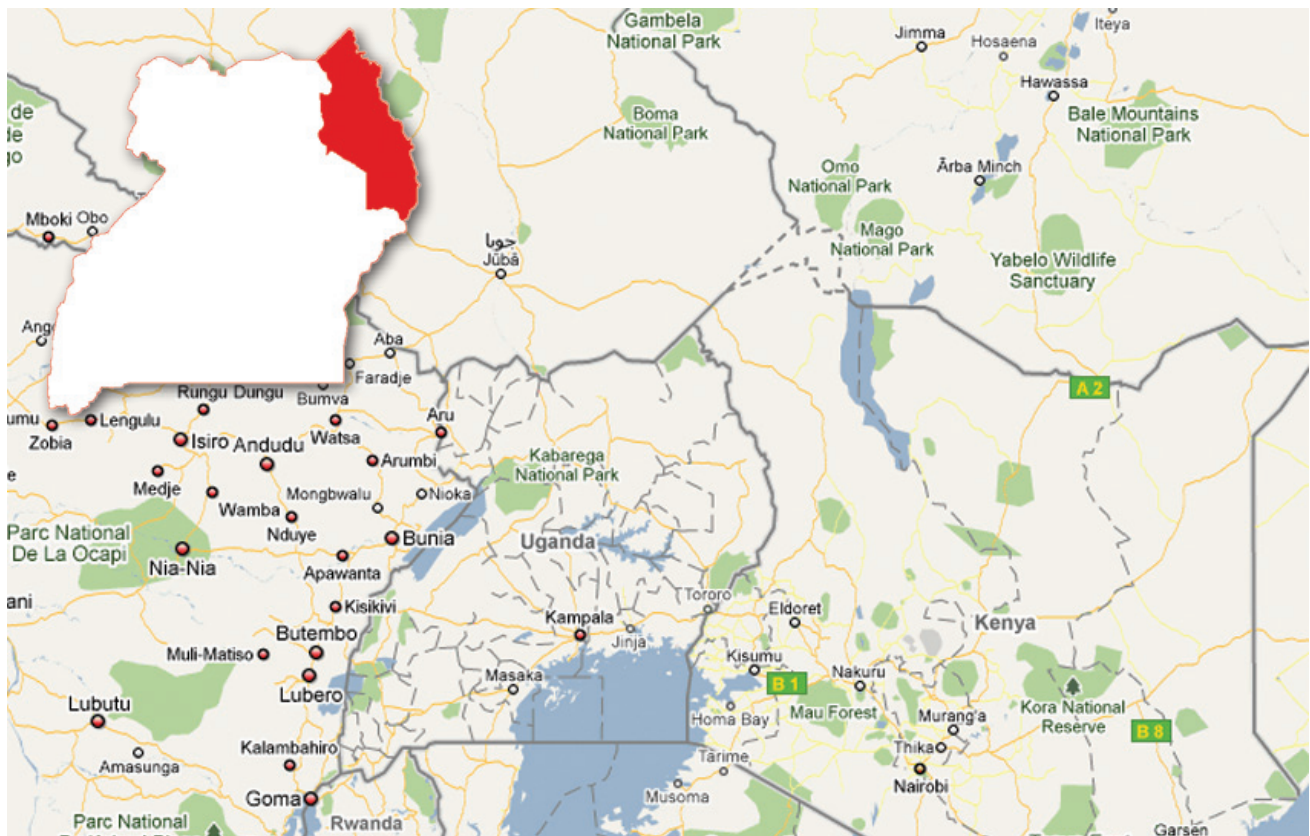 Gambela
National Park
Jimma
Hosaena
Iteya
Hawassa
Bale Mountains
National Park
Boma
National Park
Ārba Minch
Omo
National Park
Mago
National Park
Yabelo Wildlife
Sanctuary
de
de
go
Mboki
Obo
جوبا
Jūbā
Ang
Aba
Faradje
A 2
Bumva
Rungu
Dungu
umu
Zobia
Lengulu
Isiro
Watsa
Aru
Andudu
Arumbi
Kabarega
National Park
e
Medje
Wamba
Mongbwalu
Nioka
Nduye
Parc National
De La Ocapi
Nia-Nia
Bunia
Uganda
Apawanta
ani
Kisikivi
Tororo
Eldoret
Kampala
Jinja
Kenya
Butembo
Muli-Matiso
Lubero
Masaka
Kisumu
B 1
Nakuru
Lubutu
Homa Bay
Mau Forest
Kora National
Reserve
Murang'a
B 8
Kalambahiro
Amasunga
Thika
Tarime
Nairobi
Goma
Musoma
Parc National
Rwanda
Garsen